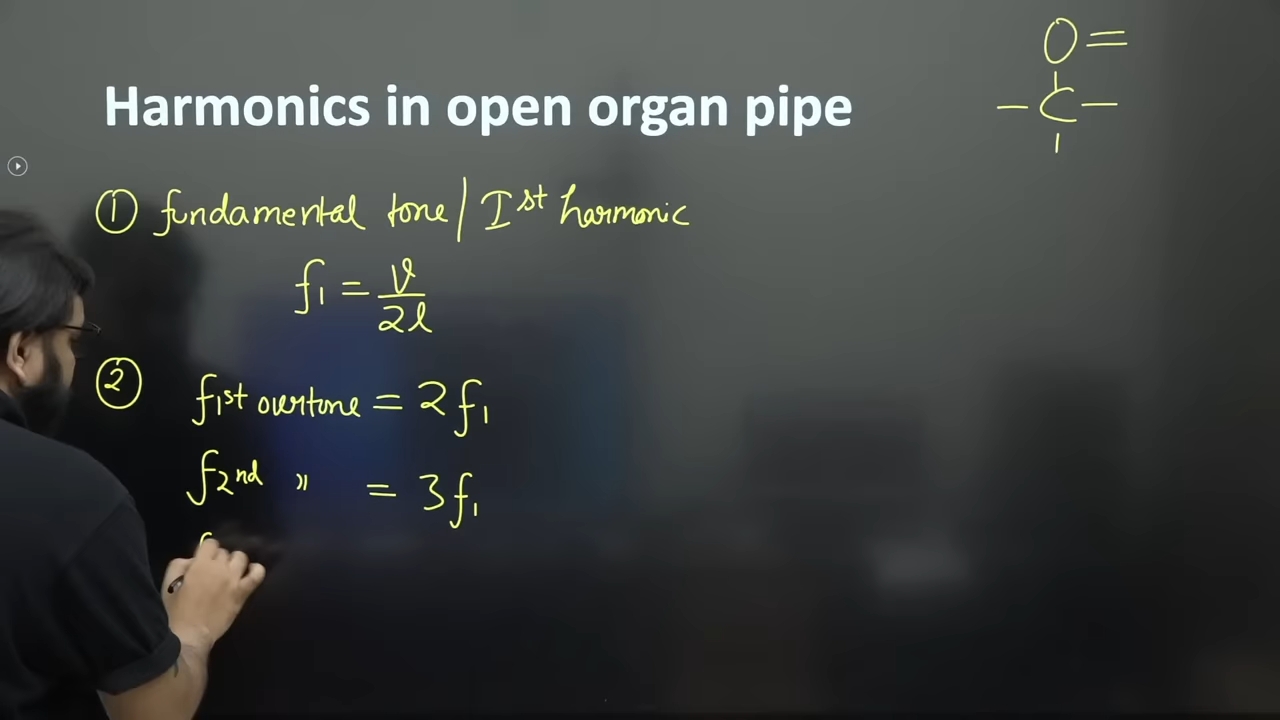 Harmonics in open organ pipe
O =
- C -
① fundamental tone / Ist harmonic
f1 = v/2l
② f1st overtone = 2f1
f2nd 〃 = 3f1
f